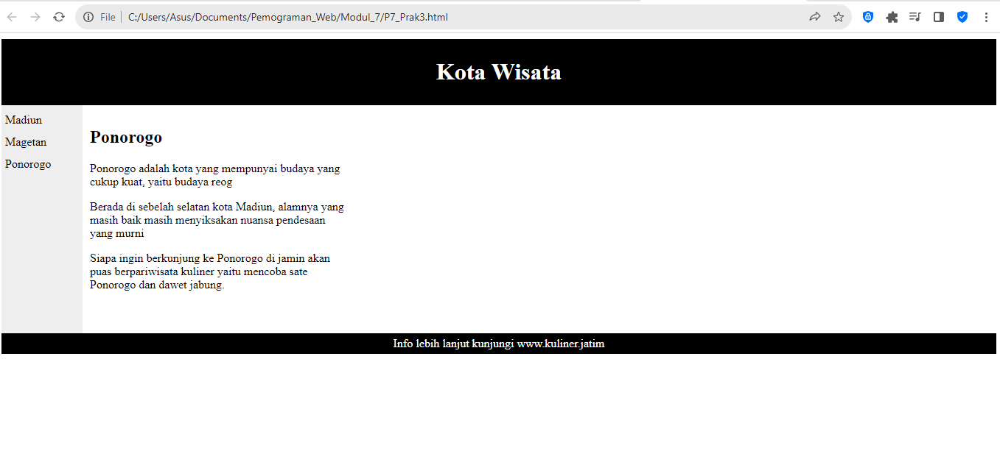 File
C:/Users/Asus/Documents/Pemograman_Web/Modul_7/P7_Prak3.html
Kota Wisata
Madiun
Magetan
Ponorogo
Ponorogo
Ponorogo adalah kota yang mempunyai budaya yang
cukup kuat, yaitu budaya reog
Berada di sebelah selatan kota Madiun, alamnya yang
masih baik masih menyiksakan nuansa pendesaan
yang murni
Siapa ingin berkunjung ke Ponorogo di jamin akan
puas berpariwisata kuliner yaitu mencoba sate
Ponorogo dan dawet jabung.
Info lebih lanjut kunjungi www.kuliner.jatim